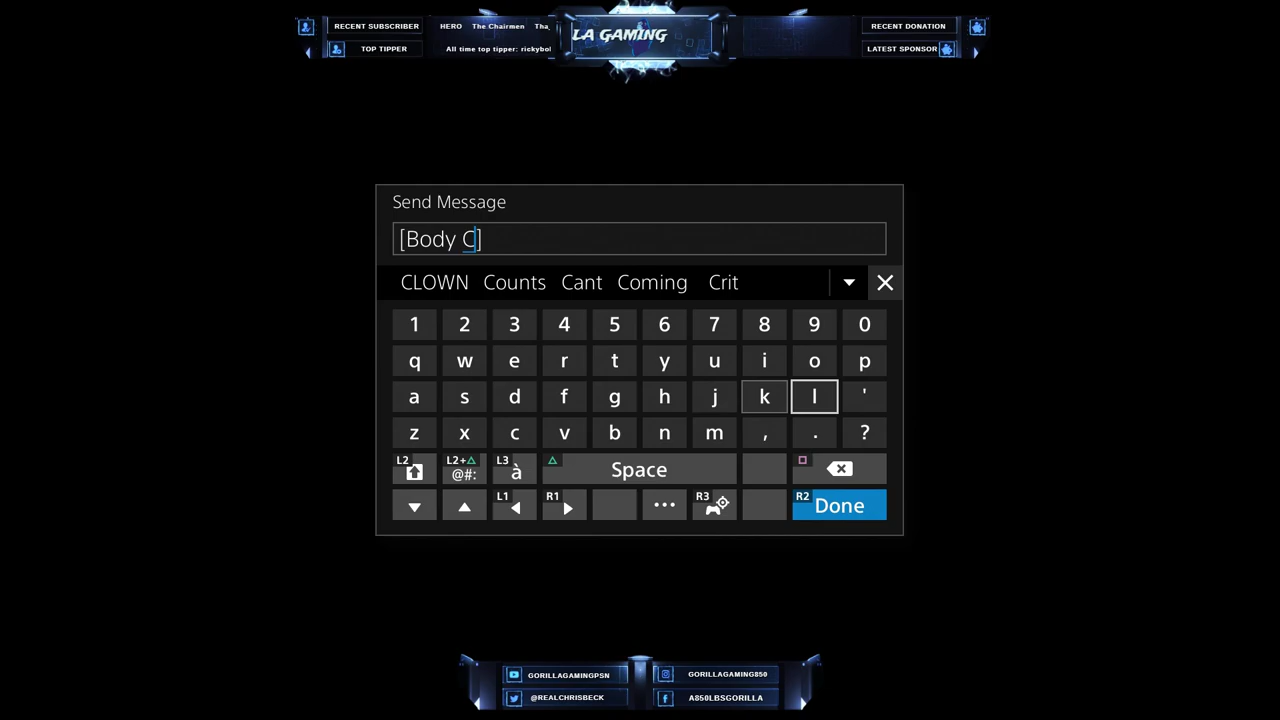 RECENT SUBSCRIBER HERO The Chairmen LA GAMING RECENT DONATION
TOP TIPPER All time top tipper: LATEST SPONSOR
Send Message
[Body C]
CLOWN Counts Cant Coming Crit
1 2 3 4 5 6 7 8 9 0
q w e r t y u i o p
a s d f g h j k l '
z x c v b n m , . ?
L2 L2+△ @#: L3 à △ Space □
L1 R1 ... R3 R2 Done
GORILLAGAMINGPSN GORILLAGAMING850
@REALCHRISBECK A850LBSGORILLA